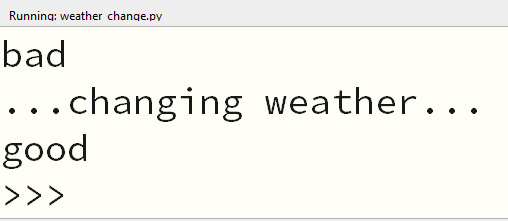 Running: weather_change.py
bad
...changing weather...
good
>>>